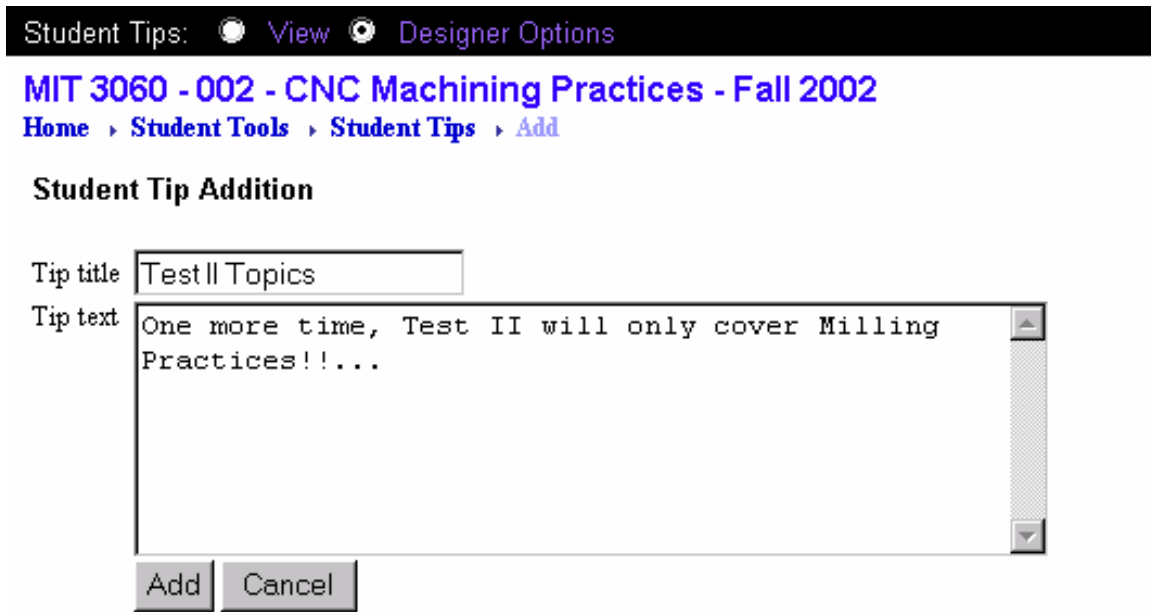 Student Tips: View Designer Options
MIT 3060 - 002 - CNC Machining Practices - Fall 2002
Home Student Tools Student Tips Add
Student Tip Addition
Tip title Test II Topics
Tip text One more time, Test II will only cover Milling
Practices!!...
Add Cancel